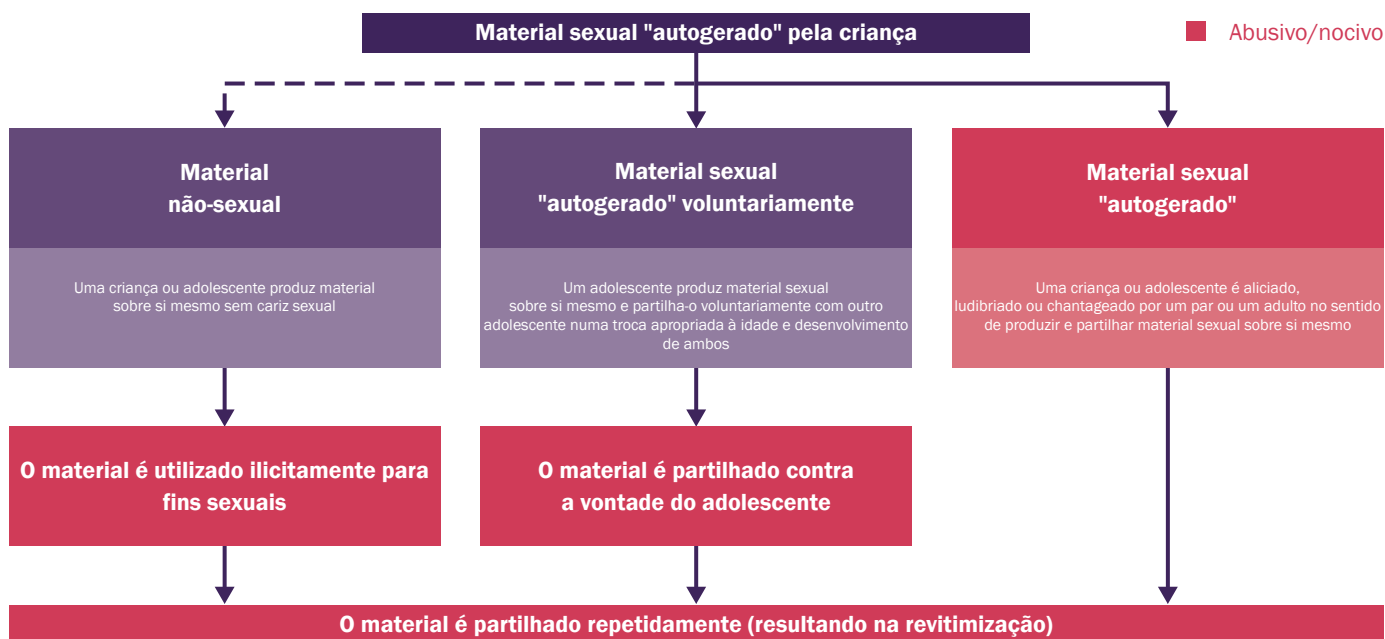 Material sexual "autogerado" pela criança
Abusivo/nocivo
Material
não-sexual
Uma criança ou adolescente produz material
sobre si mesmo sem cariz sexual
Material sexual
"autogerado" voluntariamente
Um adolescente produz material sexual
sobre si mesmo e partilha-o voluntariamente com outro
adolescente numa troca apropriada à idade e desenvolvimento
de ambos
Material sexual
"autogerado"
Uma criança ou adolescente é aliciado,
ludibriado ou chantageado por um par ou um adulto no sentido
de produzir e partilhar material sexual sobre si mesmo
O material é utilizado ilicitamente para
fins sexuais
O material é partilhado contra
a vontade do adolescente
O material é partilhado repetidamente (resultando na revitimização)